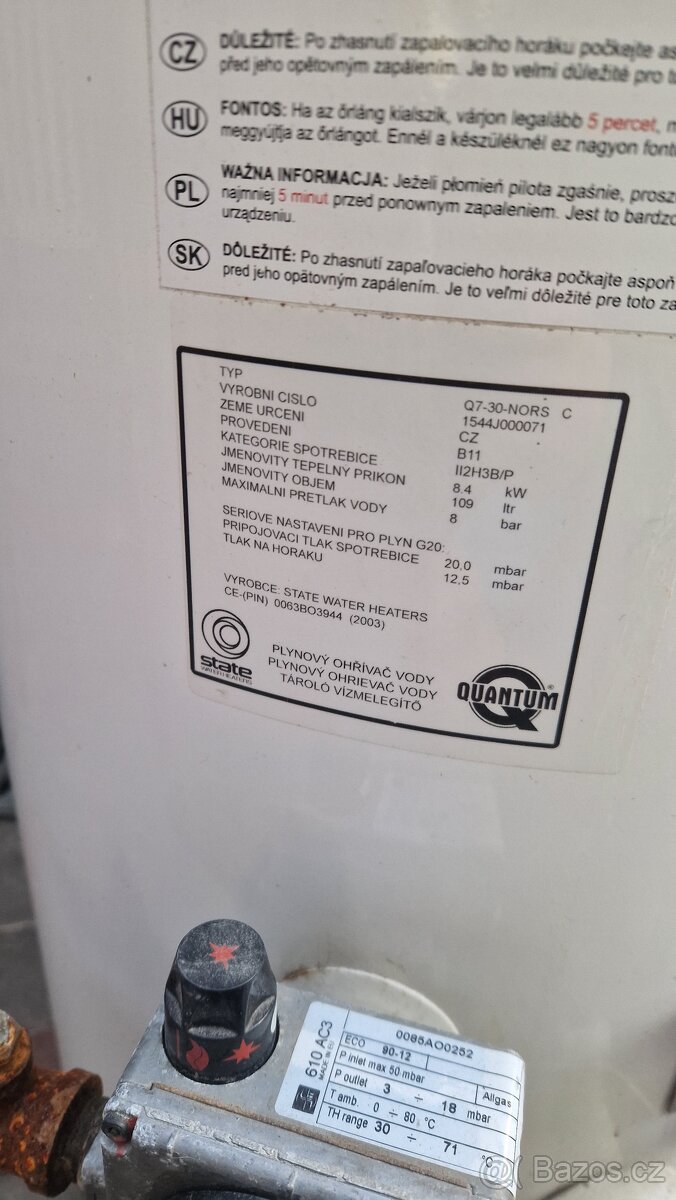 CZ DŮLEŽITÉ: Po zhasnutí zapalovacího horáku počkejte
před jeho opětovným zapálením. Je to velmi důležité pro
HU FONTOS: Ha az őrláng kialszik, várjon legalább 5 percet,
meggyújtja az őrlángot. Ennél a készüléknél ez nagyon
PL WAŻNA INFORMACJA: Jeżeli płomień pilota zgaśnie,
najmniej 5 minut przed ponownym zapaleniem. Jest to
urządzeniu.
SK DÔLEŽITÉ: Po zhasnutí zapaľovacieho horáka počkajte aspoň
pred jeho opätovným zapálením. Je to veľmi dôležité pre toto
TYP Q7-30-NORS C
VYROBNI CISLO 1544J000071
ZEME URCENI CZ
PROVEDENI B11
KATEGORIE SPOTREBICE II2H3B/P
JMENOVITY TEPELNY PRIKON 8.4 kW
JMENOVITY OBJEM 109 ltr
MAXIMALNI PRETLAK VODY 8 bar
SERIOVE NASTAVENI PRO PLYN G20:
PRIPOJOVACI TLAK SPOTREBICE 20,0 mbar
TLAK NA HORAKU 12,5 mbar
VYROBCE: STATE WATER HEATERS
CE-(PIN) 0063BO3944 (2003)
state
WATER HEATERS
PLYNOVÝ OHŘÍVAČ VODY
PLYNOVÝ OHRIEVAČ VODY
TÁROLÓ VÍZMELEGÍTŐ
QUANTUM®
610 AC3
MADE IN EU
0085AO0252
ECO 90-12
P inlet max 50 mbar
P outlet 3 ÷ 18 mbar Allgas
T amb. 0 ÷ 80 °C
TH range 30 ÷ 71 °C
Bazos.cz